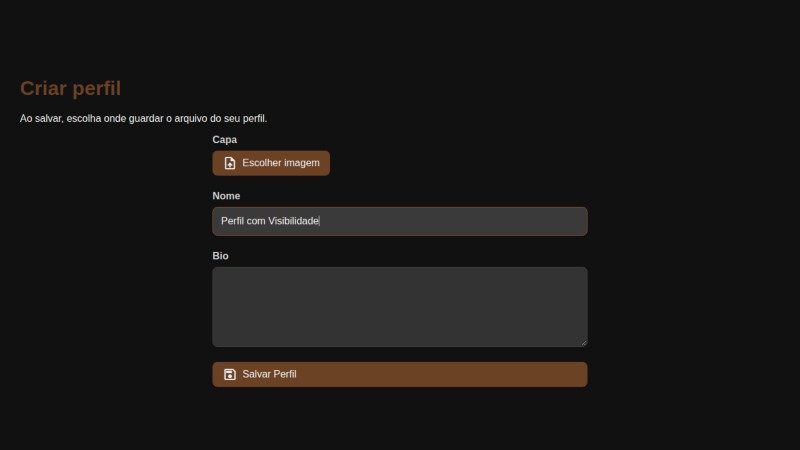 Criar perfil
Ao salvar, escolha onde guardar o arquivo do seu perfil.
Capa
Escolher imagem
Nome
Perfil com Visibilidade
Bio
Salvar Perfil